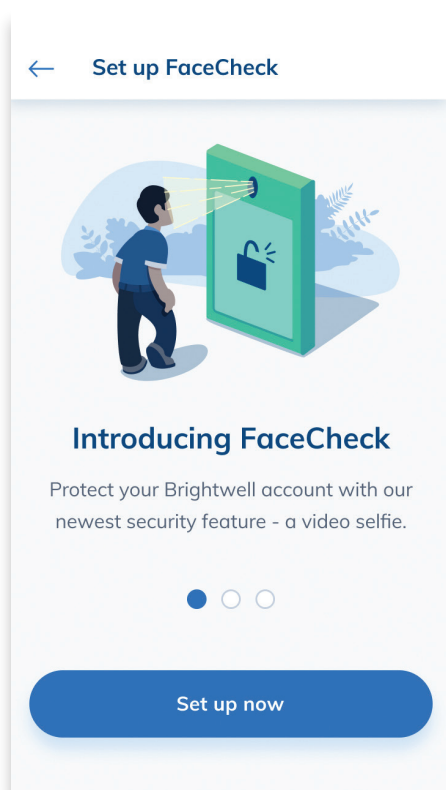 Set up FaceCheck
Introducing FaceCheck
Protect your Brightwell account with our
newest security feature - a video selfie.
Set up now